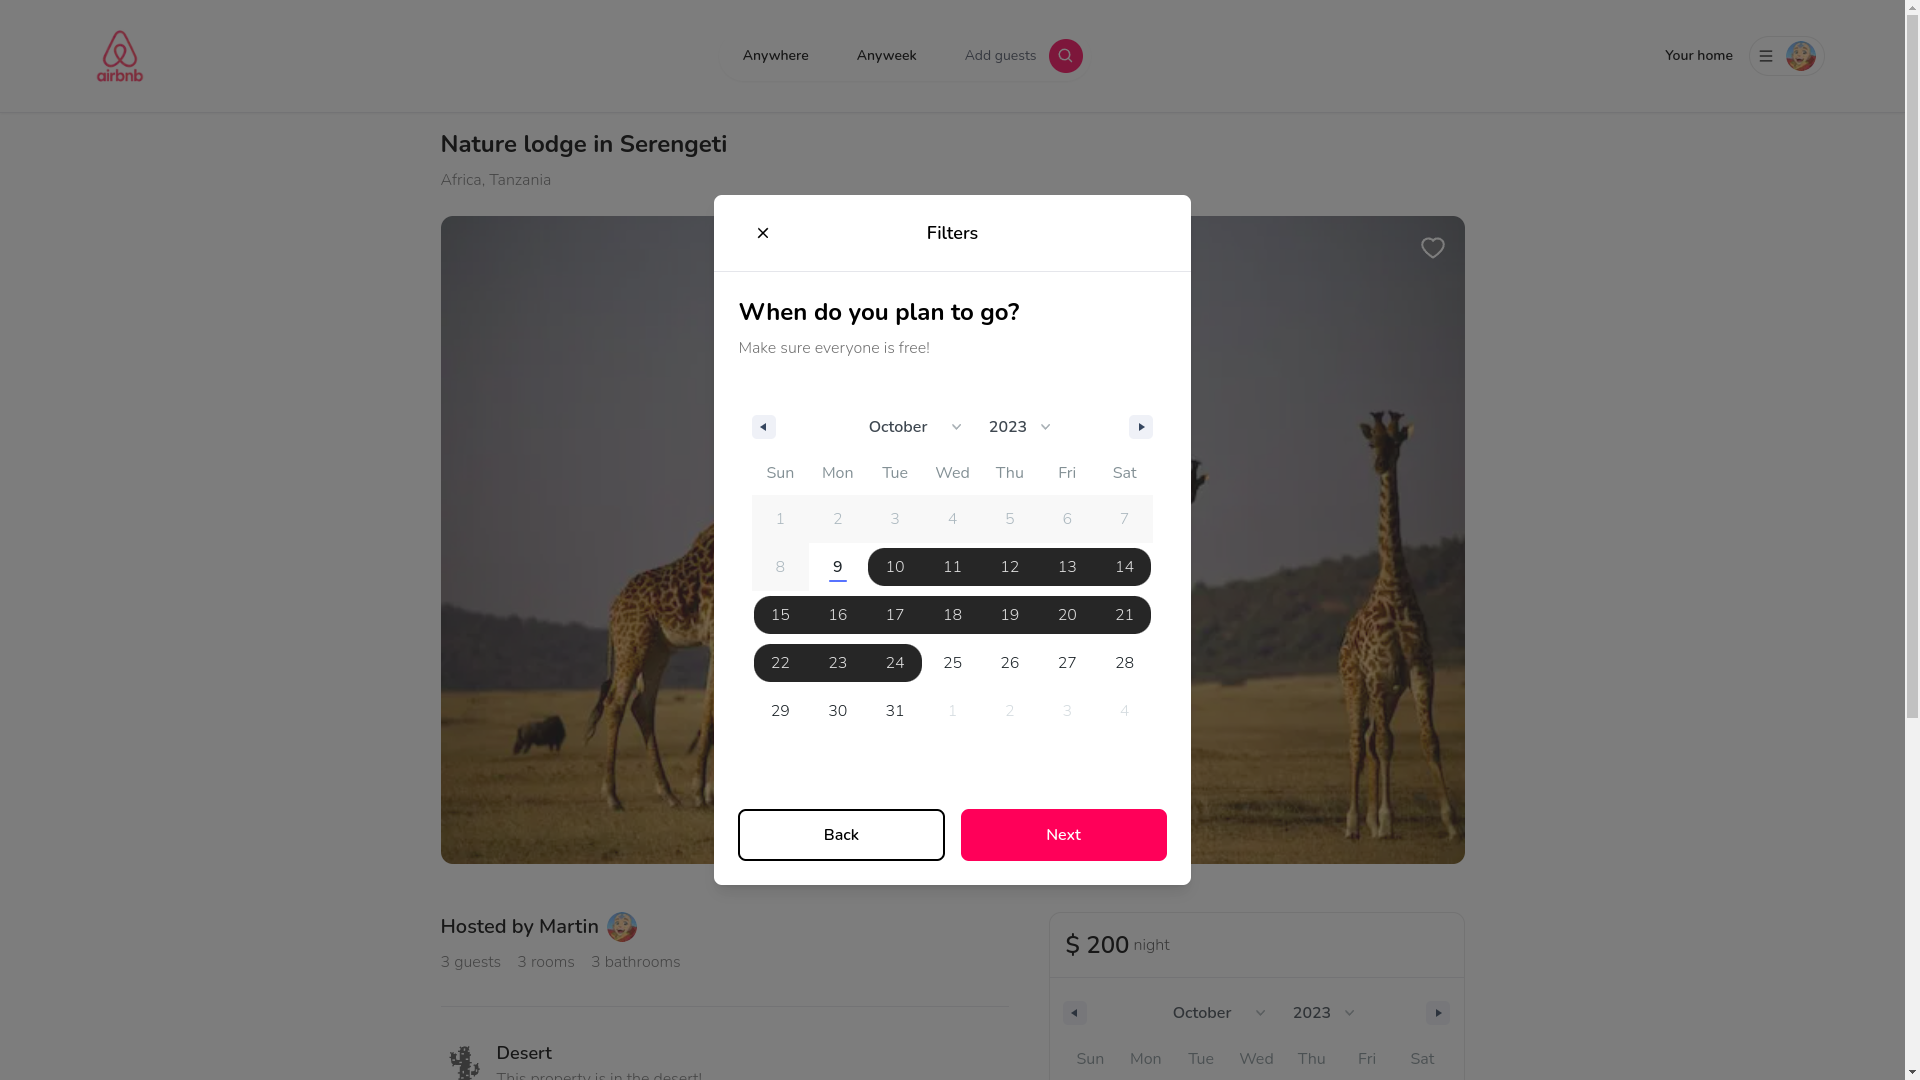 airbnb
Anywhere Anyweek Add guests
Your home
Nature lodge in Serengeti
Africa, Tanzania
Filters
When do you plan to go?
Make sure everyone is free!
October 2023
Sun Mon Tue Wed Thu Fri Sat
1 2 3 4 5 6 7
8 9 10 11 12 13 14
15 16 17 18 19 20 21
22 23 24 25 26 27 28
29 30 31 1 2 3 4
Back Next
Hosted by Martin
3 guests 3 rooms 3 bathrooms
Desert
This property is in the desert!
$ 200 night
October 2023
Sun Mon Tue Wed Thu Fri Sat